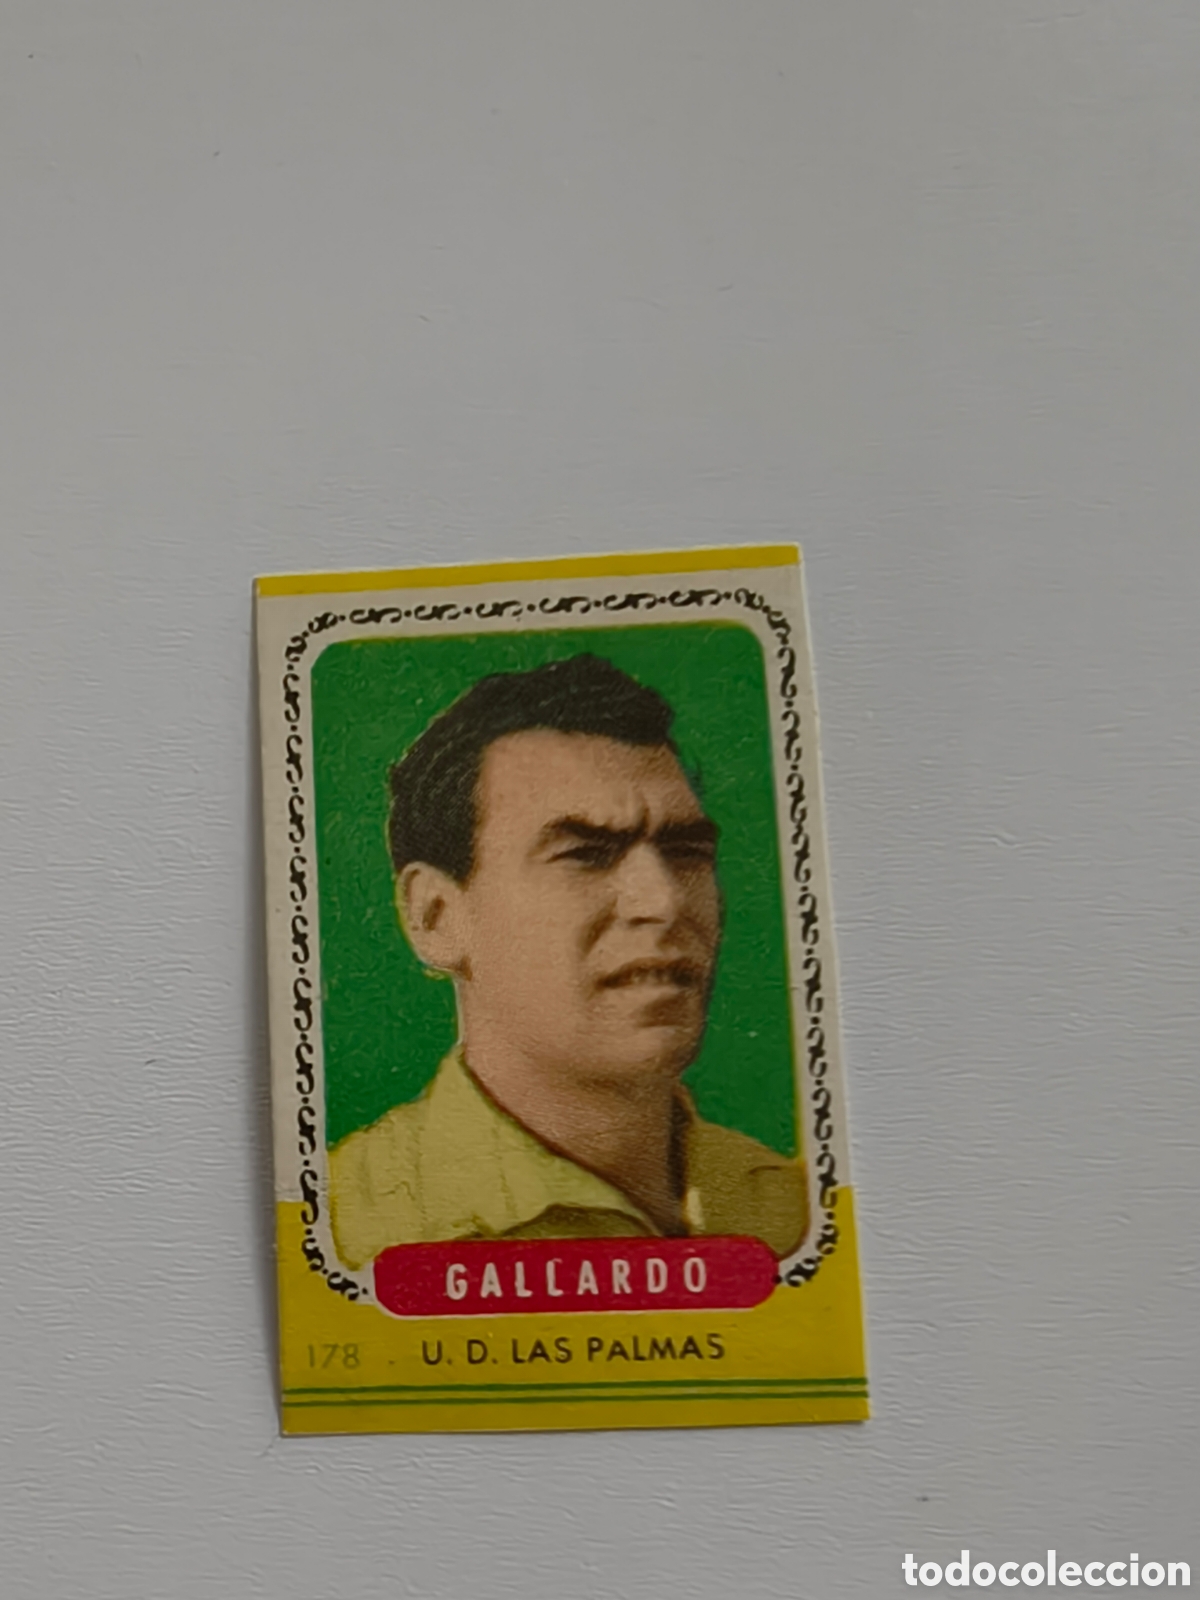 GALLARDO
178 . U. D. LAS PALMAS
todocoleccion